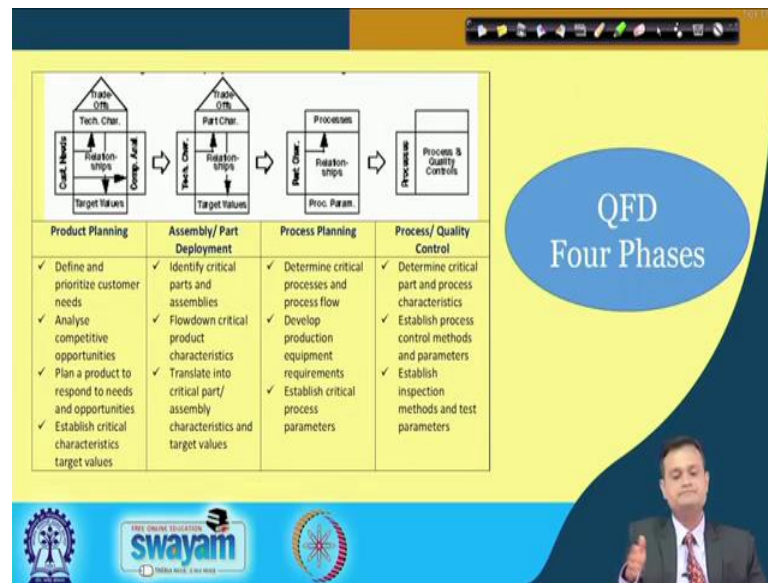 Trade-
Offs
Tech. Char.
Cust. Needs
Relation-
ships
Comp. Anal.
Target Values
Trade-
Offs
Part Char.
Tech. Char.
Relation-
ships
Target Values
Processes
Part Char.
Relation-
ships
Proc. Param.
Processes
Process &
Quality
Controls
Product Planning
✓ Define and
prioritize customer
needs
✓ Analyse
competitive
opportunities
✓ Plan a product to
respond to needs
and opportunities
✓ Establish critical
characteristics
target values
Assembly/ Part
Deployment
✓ Identify critical
parts and
assemblies
✓ Flowdown critical
product
characteristics
✓ Translate into
critical part/
assembly
characteristics and
target values
Process Planning
✓ Determine critical
processes and
process flow
✓ Develop
production
equipment
requirements
✓ Establish critical
process
parameters
Process/ Quality
Control
✓ Determine critical
part and process
characteristics
✓ Establish process
control methods
and parameters
✓ Establish
inspection
methods and test
parameters
QFD
Four Phases
FREE ONLINE EDUCATION
swayam